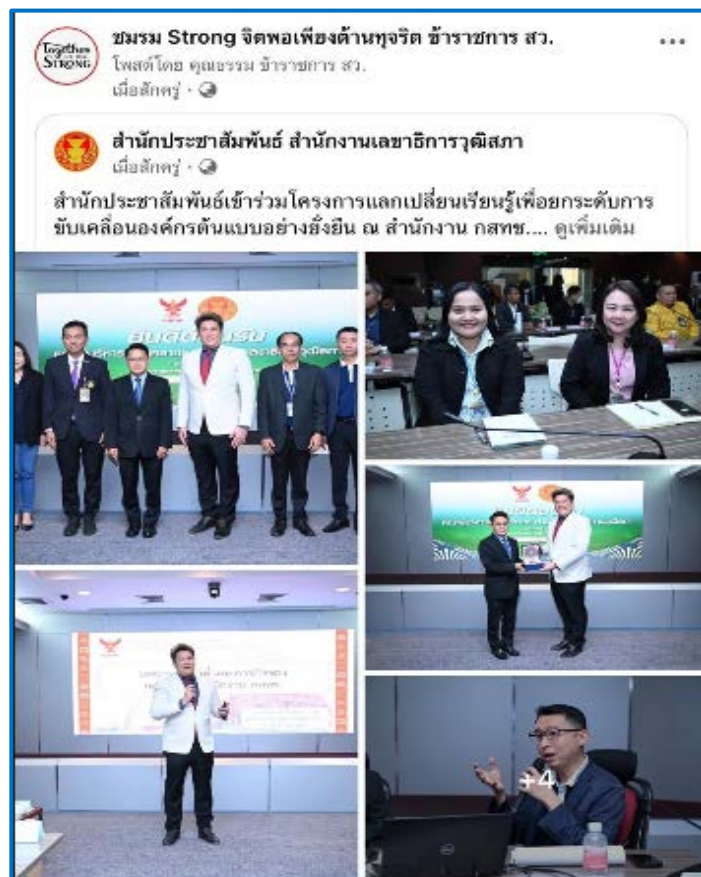 Together
STRONG
ชมรม Strong จิตพอเพียงต้านทุจริต ข้าราชการ สว.
โพสต์โดย คุณธรรม ข้าราชการ สว.
เมื่อสักครู่ ·
สำนักประชาสัมพันธ์ สำนักงานเลขาธิการวุฒิสภา
เมื่อสักครู่ ·
สำนักประชาสัมพันธ์เข้าร่วมโครงการแลกเปลี่ยนเรียนรู้เพื่อยกระดับการ
ขับเคลื่อนองค์กรต้นแบบอย่างยั่งยืน ณ สำนักงาน กสทช.... ดูเพิ่มเติม
+4
DELL